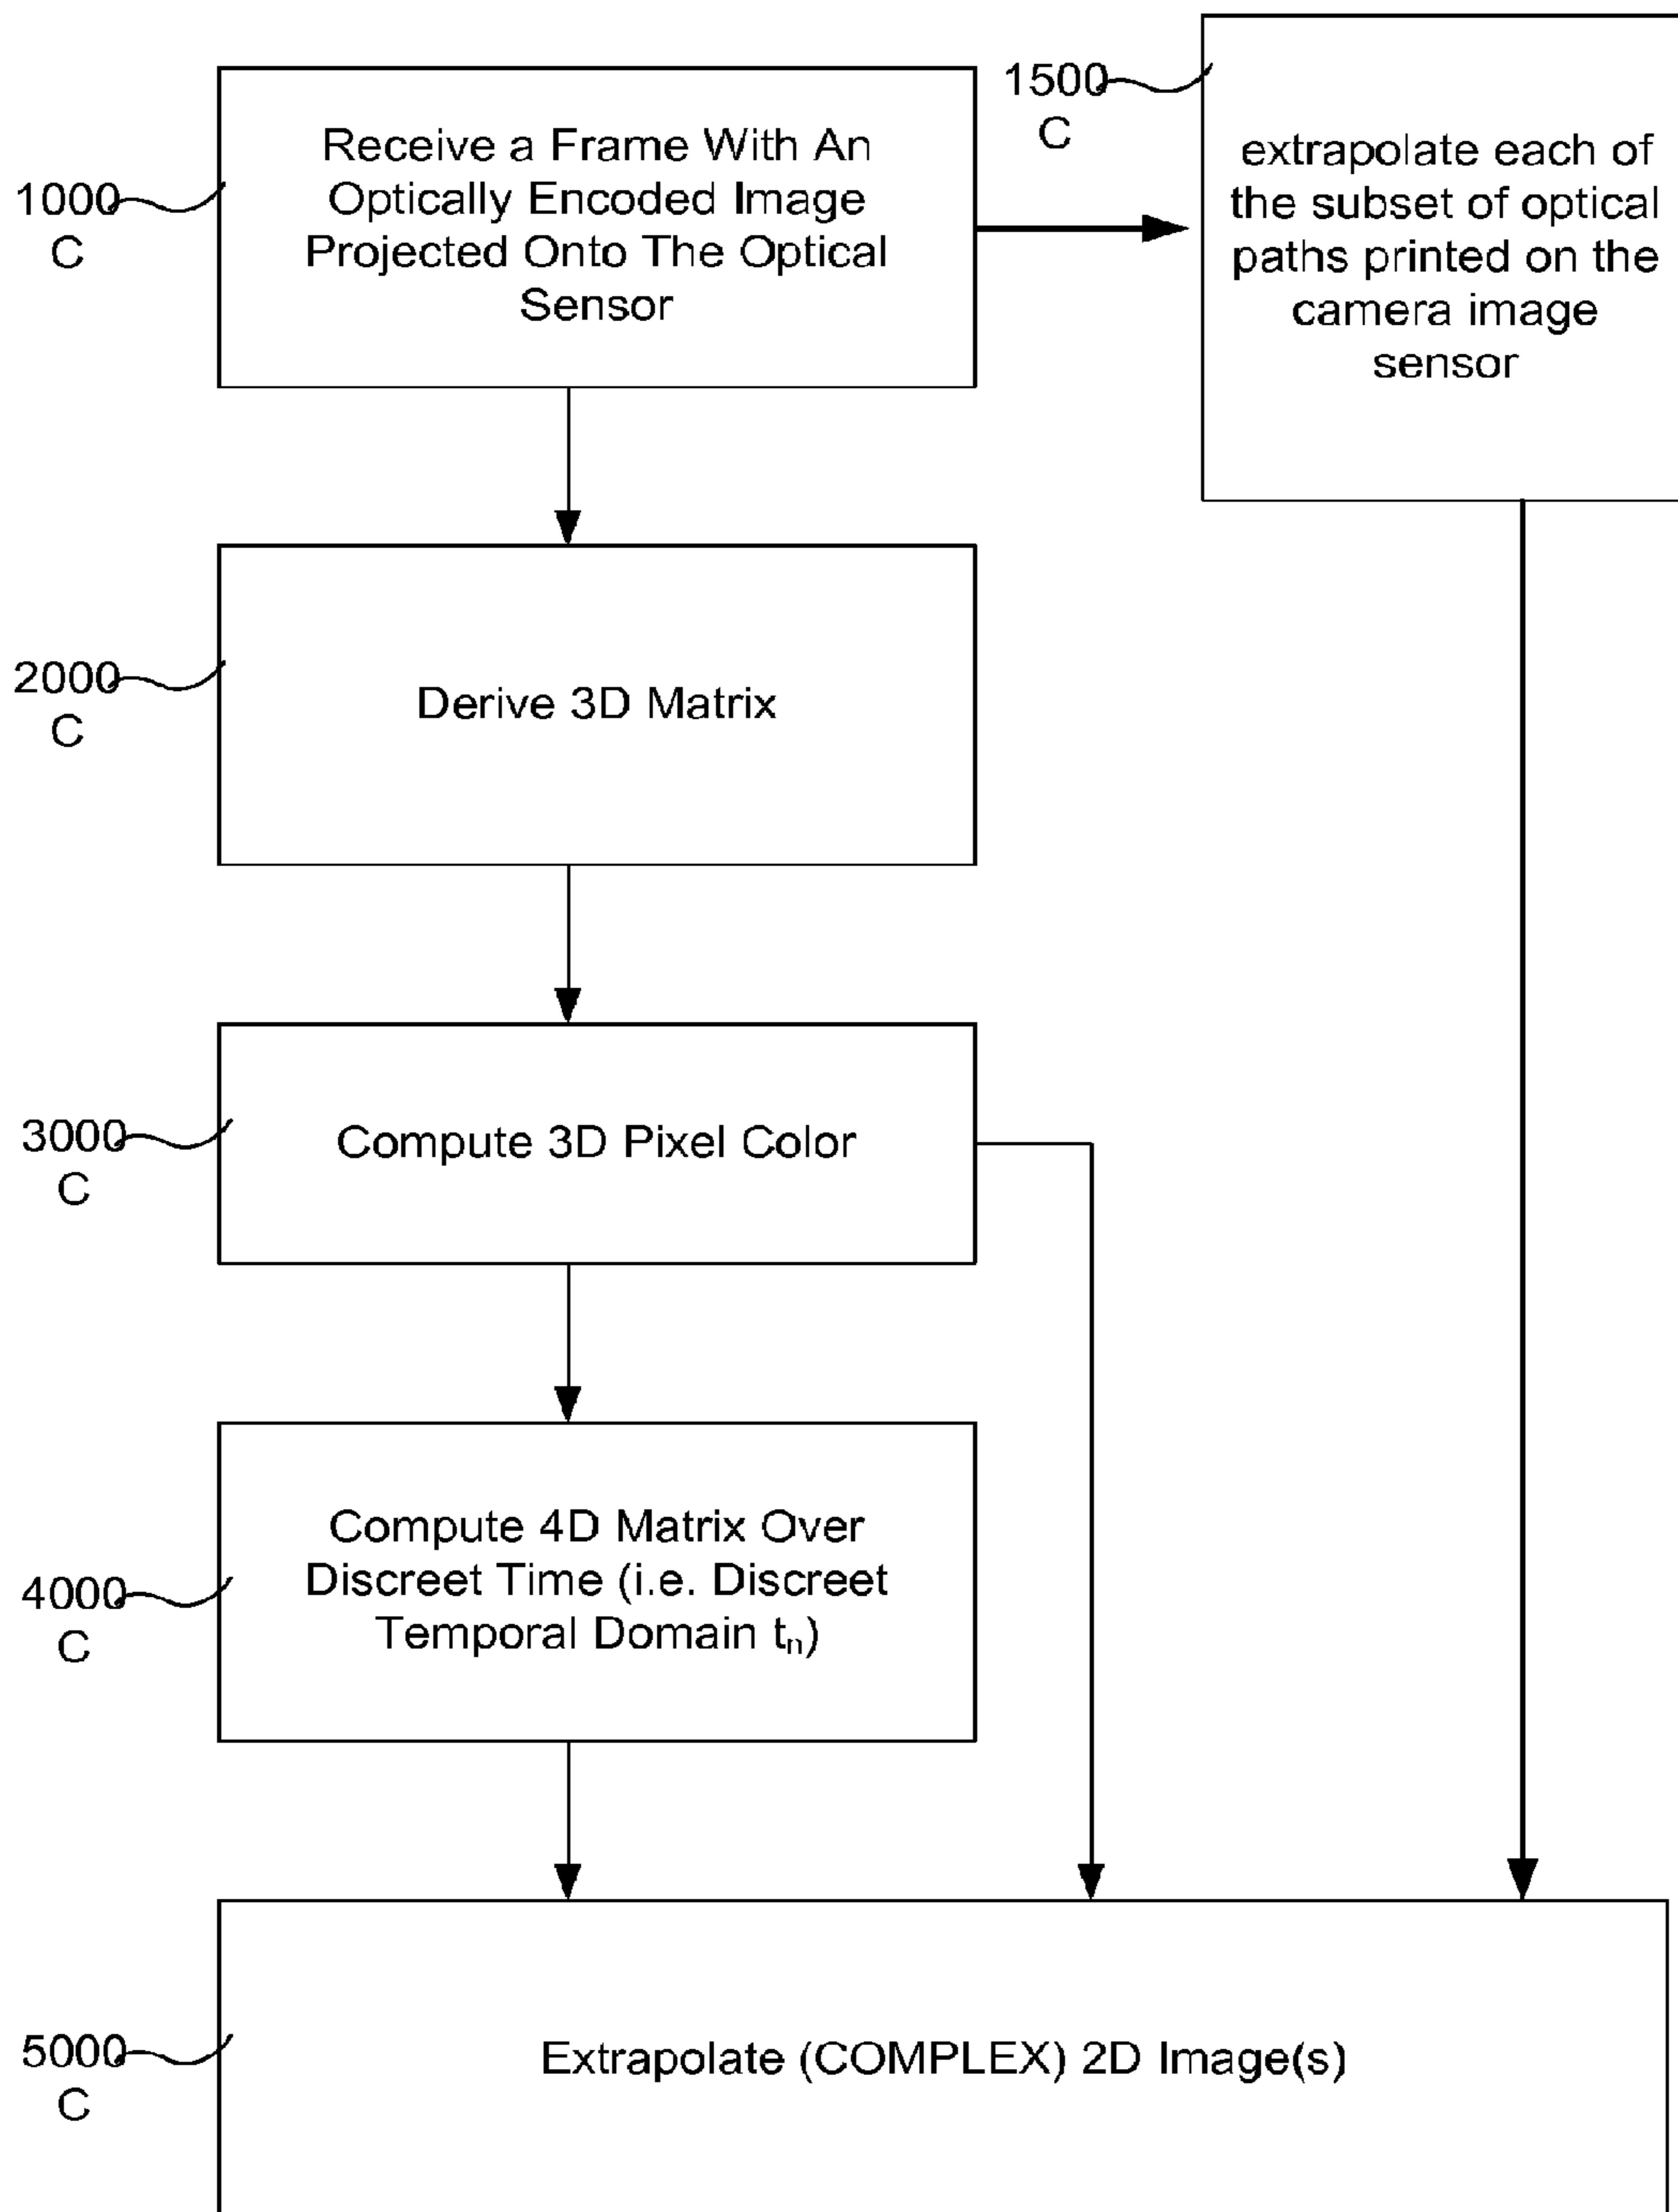 1000
C
Receive a Frame With An
Optically Encoded Image
Projected Onto The Optical
Sensor
1500
C
extrapolate each of
the subset of optical
paths printed on the
camera image
sensor
2000
C
Derive 3D Matrix
3000
C
Compute 3D Pixel Color
4000
C
Compute 4D Matrix Over
Discreet Time (i.e. Discreet
Temporal Domain tn)
5000
C
Extrapolate (COMPLEX) 2D Image(s)